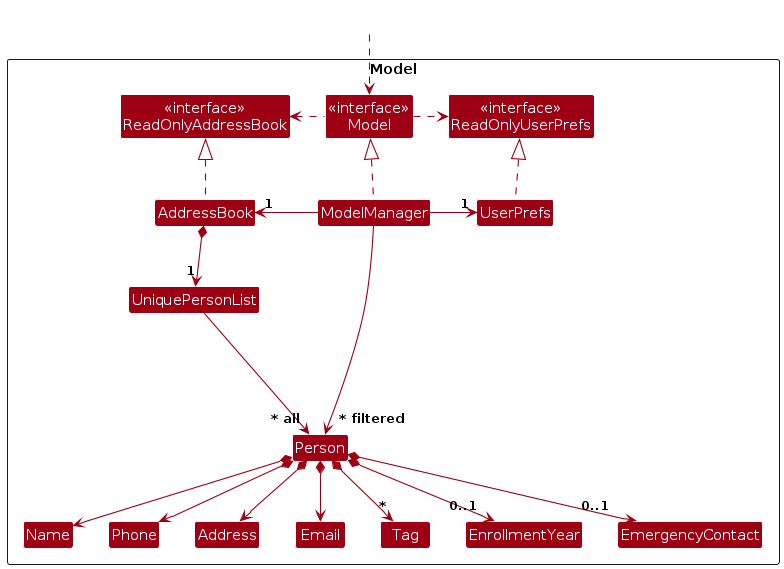 Model
«interface»
ReadOnlyAddressBook
«interface»
Model
«interface»
ReadOnlyUserPrefs
AddressBook
1
ModelManager
1
UserPrefs
1
UniquePersonList
* all
* filtered
Person
*
0..1
0..1
Name
Phone
Address
Email
Tag
EnrollmentYear
EmergencyContact